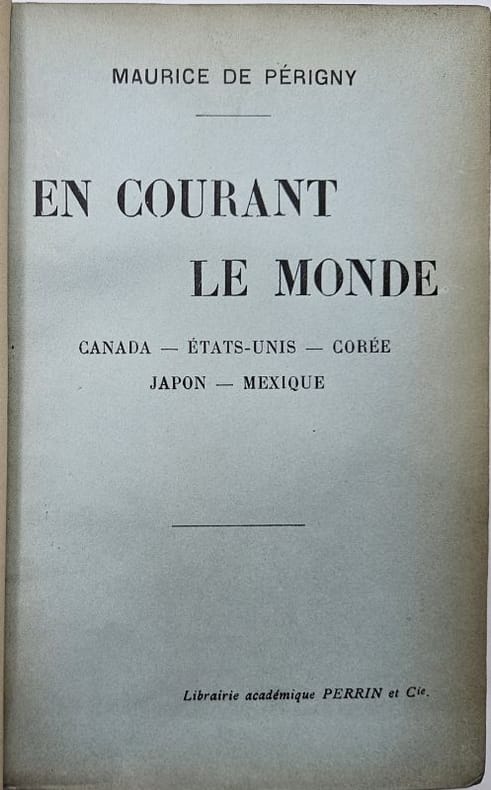 MAURICE DE PÉRIGNY
EN COURANT
LE MONDE
CANADA — ÉTATS-UNIS — CORÉE
JAPON — MEXIQUE
Librairie académique PERRIN et Cie.